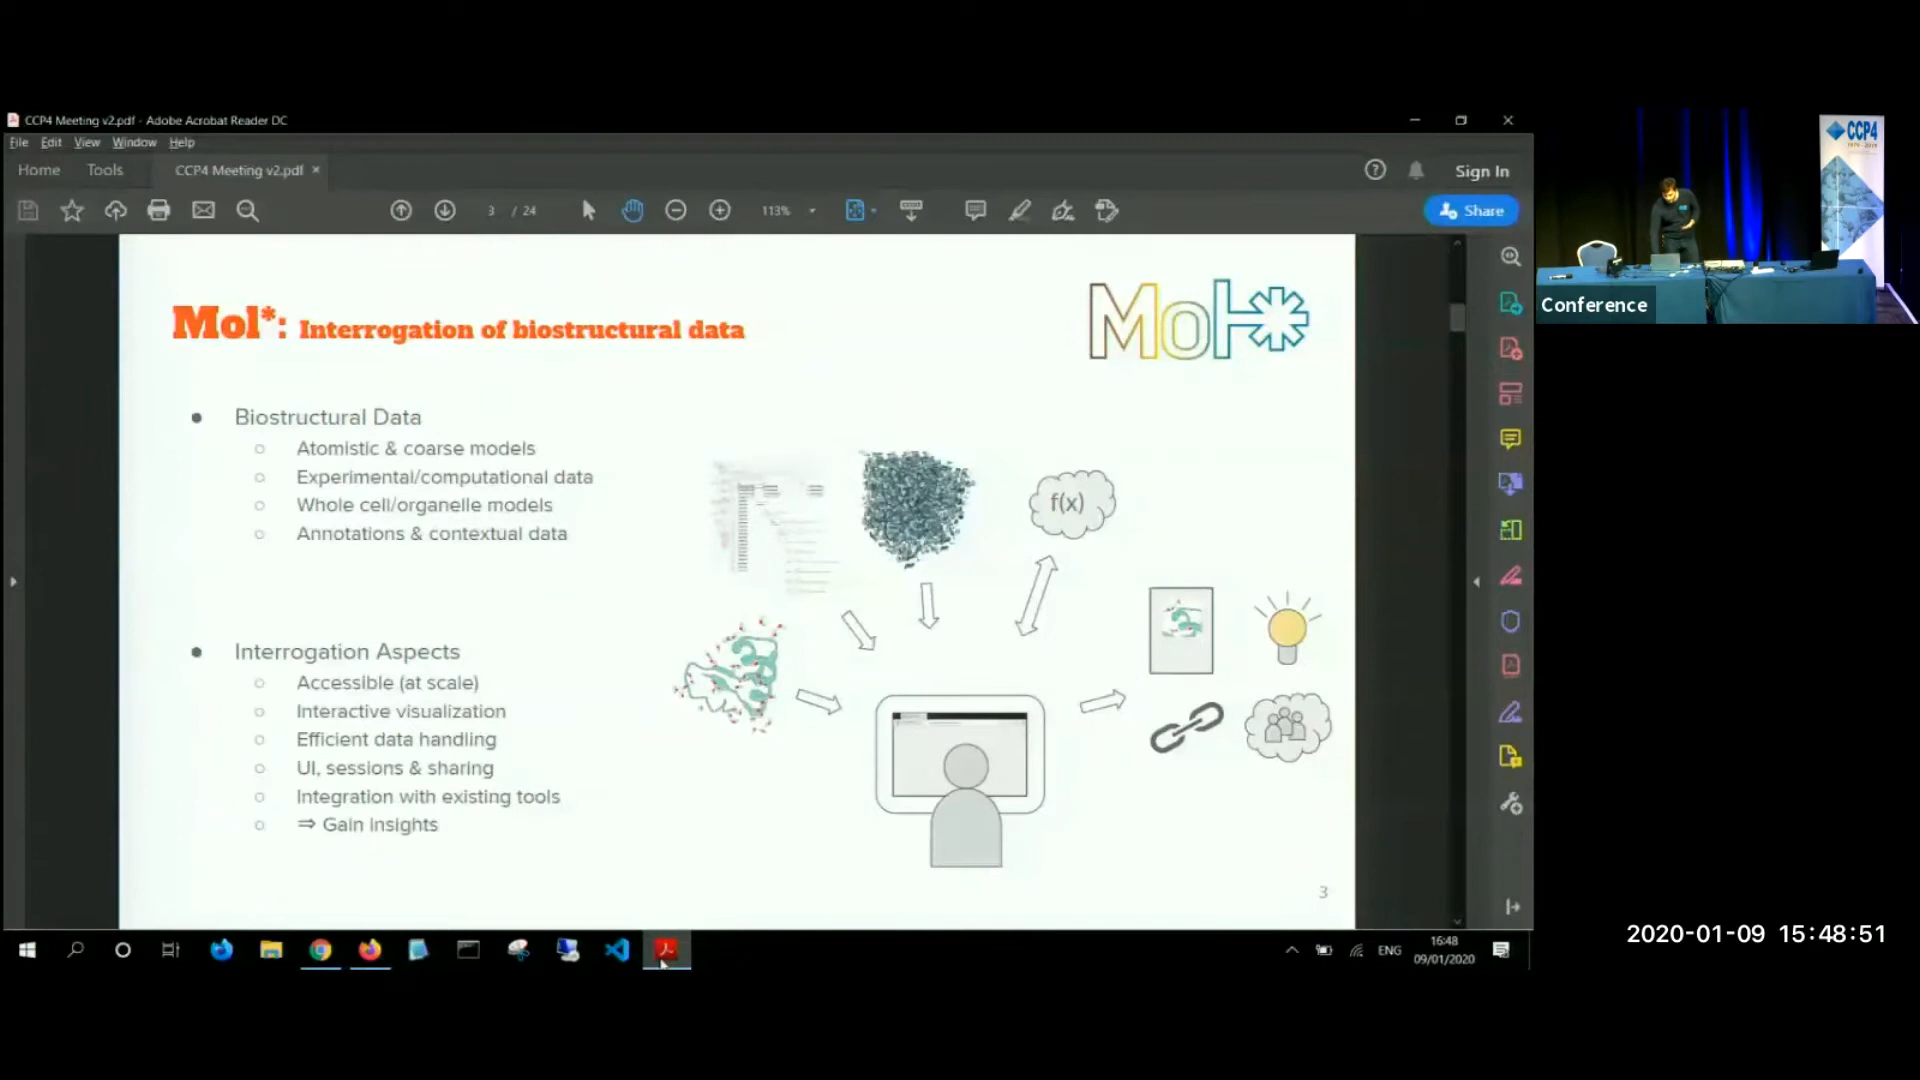 CCP4 Meeting v2.pdf - Adobe Acrobat Reader DC
File Edit View Window Help
Home Tools CCP4 Meeting v2.pdf × Sign In
3 / 24 113% Share
Mol*: Interrogation of biostructural data
Mol*
● Biostructural Data
○ Atomistic & coarse models
○ Experimental/computational data
○ Whole cell/organelle models
○ Annotations & contextual data
f(x)
● Interrogation Aspects
○ Accessible (at scale)
○ Interactive visualization
○ Efficient data handling
○ UI, sessions & sharing
○ Integration with existing tools
○ ⇒ Gain insights
3
ENG
16:48
09/01/2020
CCP4
Conference
2020-01-09 15:48:51